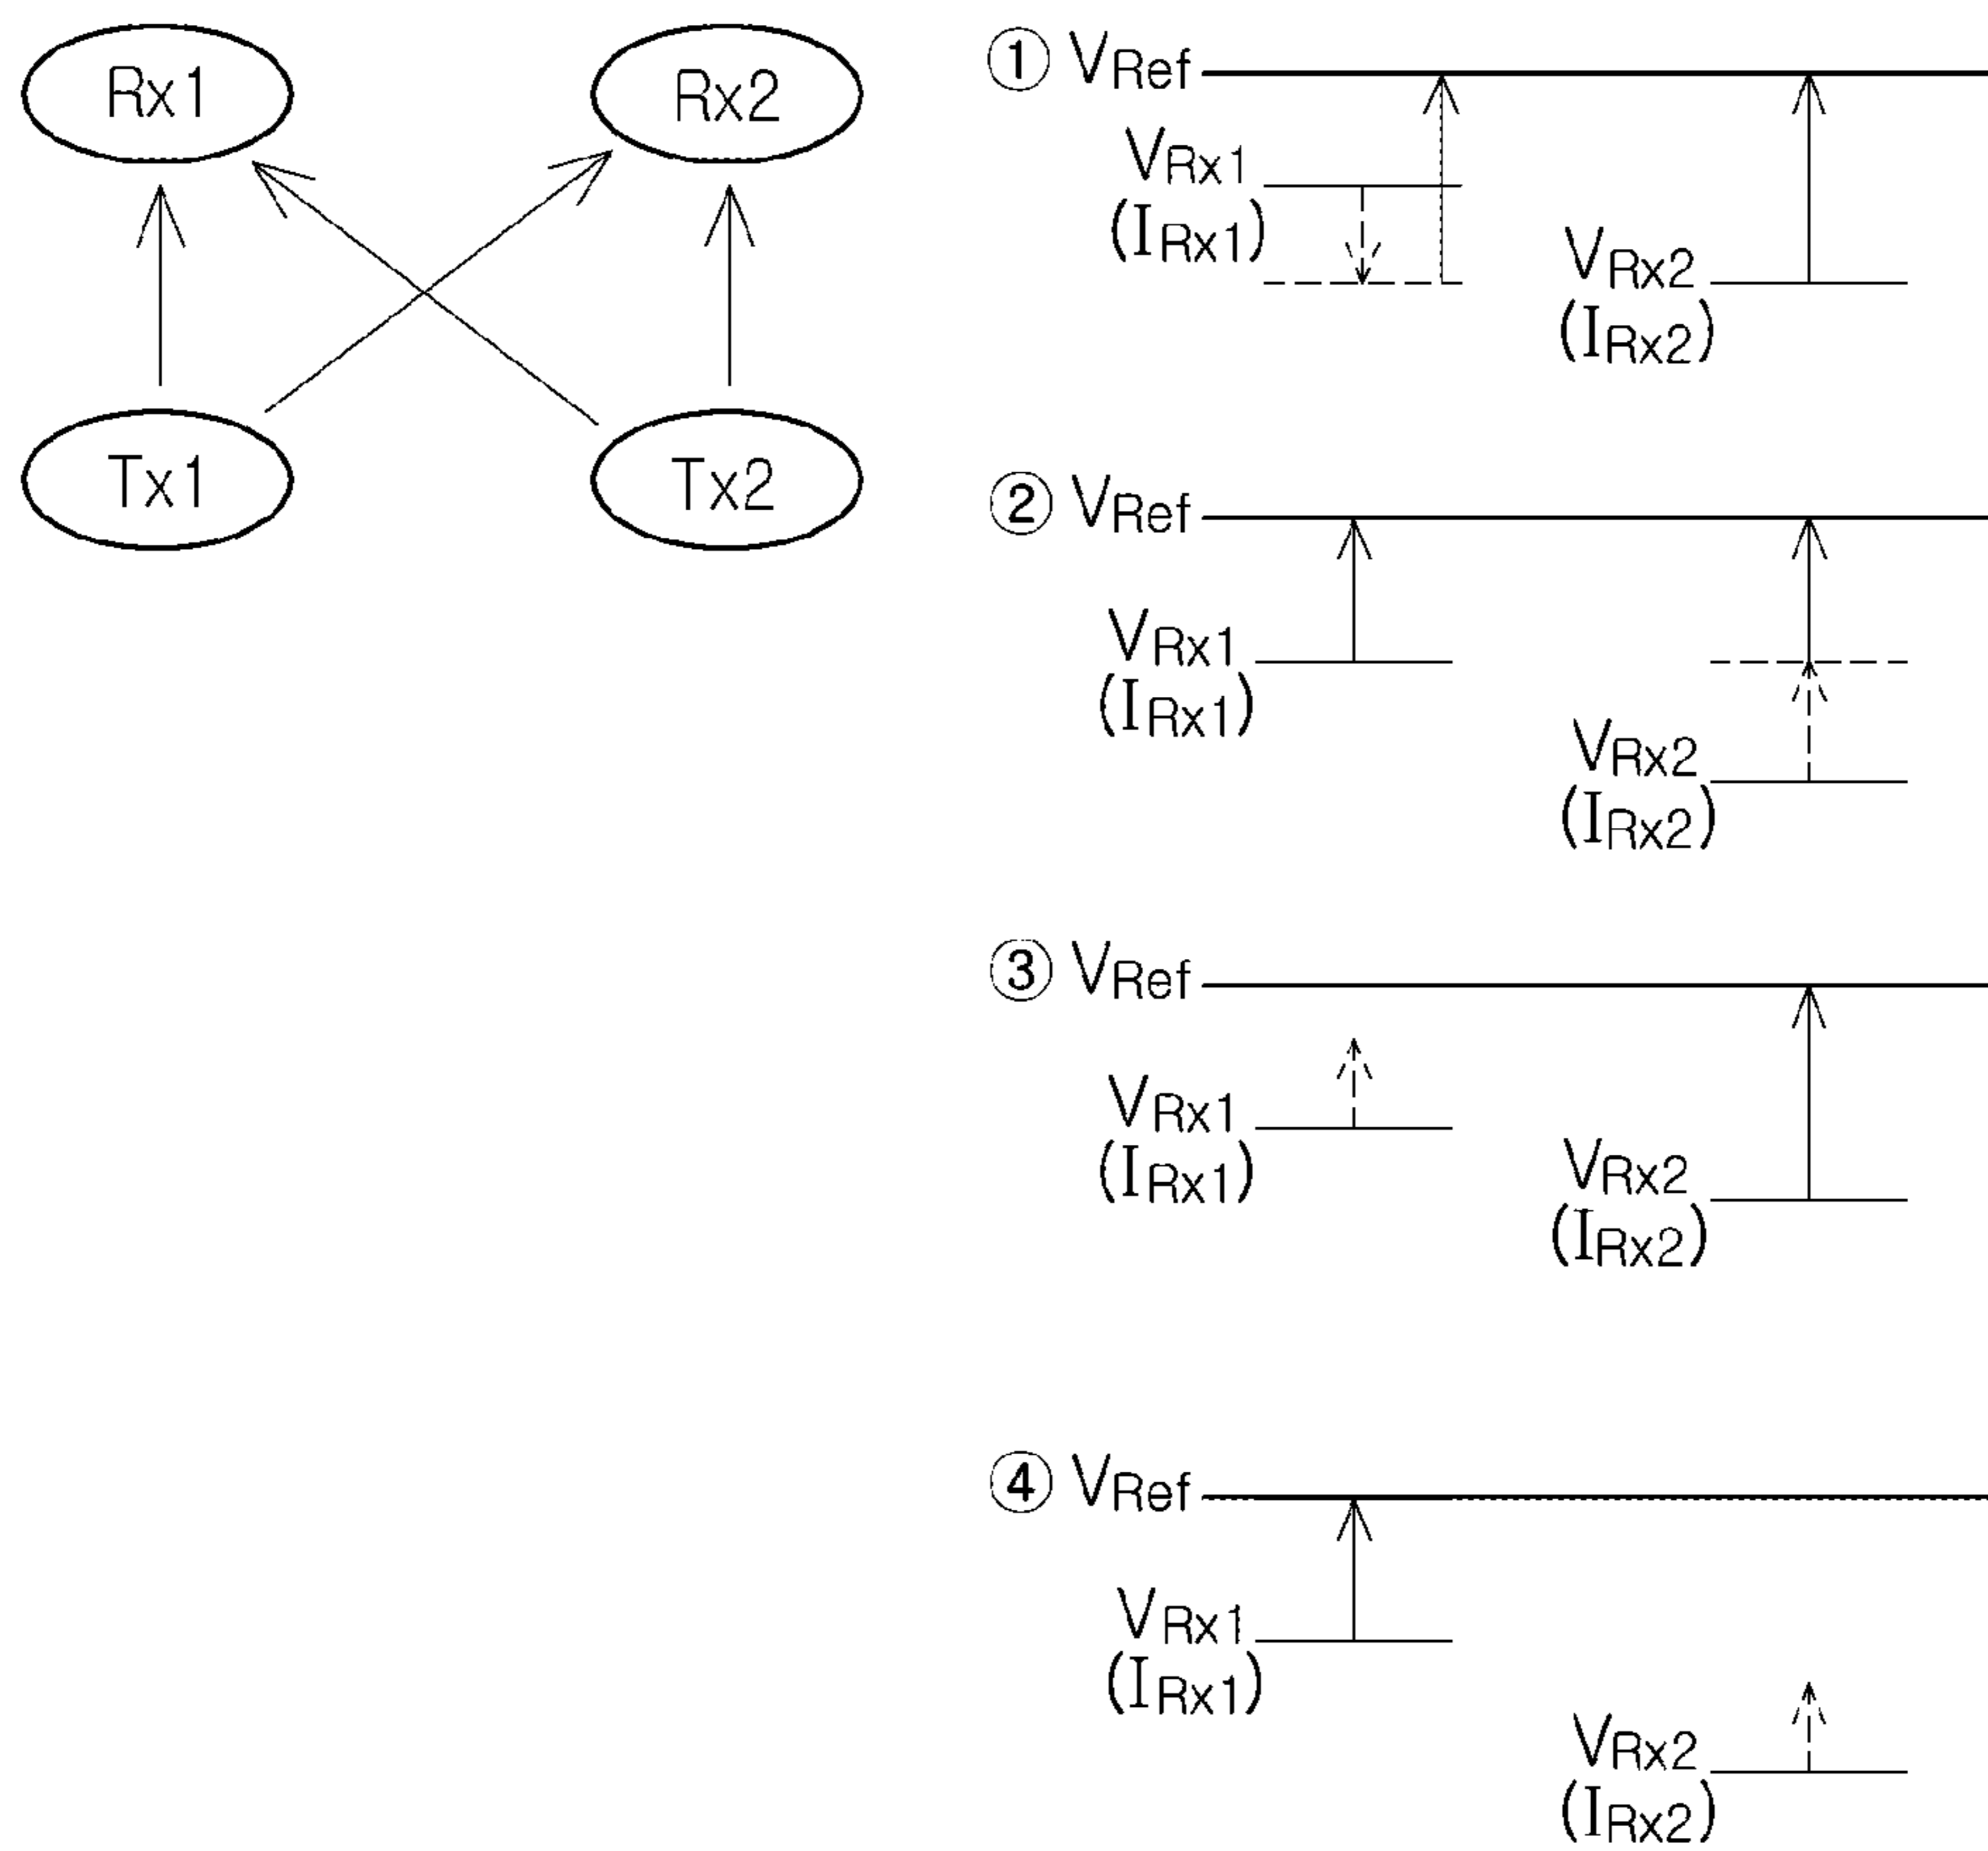 Rx1
Rx2
Tx1
Tx2
① VRef
VRx1
(IRx1)
VRx2
(IRx2)
② VRef
VRx1
(IRx1)
VRx2
(IRx2)
③ VRef
VRx1
(IRx1)
VRx2
(IRx2)
④ VRef
VRx1
(IRx1)
VRx2
(IRx2)